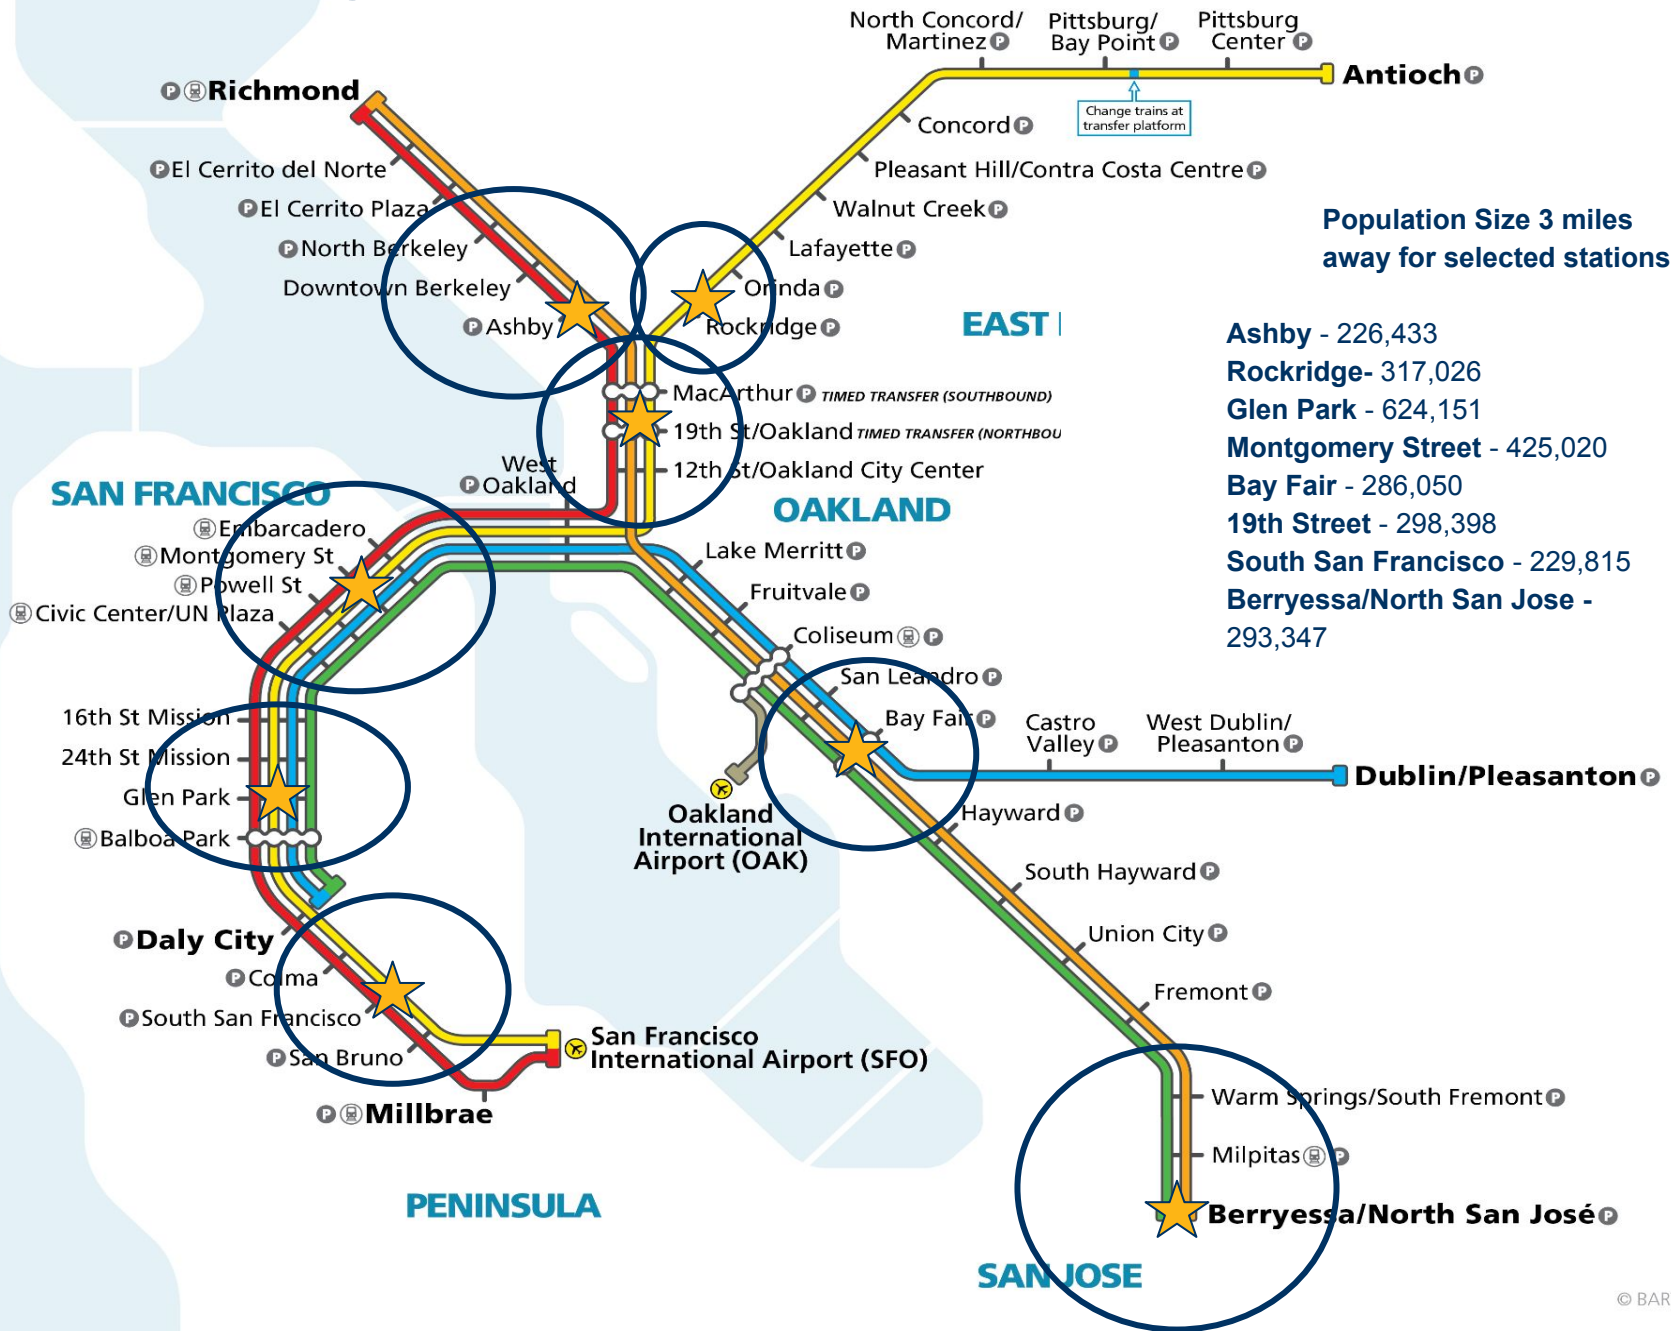 North Concord/
Martinez P
Pittsburg/
Bay Point P
Pittsburg
Center P
Antioch P
Change trains at
transfer platform
P Richmond
Concord P
P El Cerrito del Norte
Pleasant Hill/Contra Costa Centre P
P El Cerrito Plaza
Walnut Creek P
P North Berkeley
Lafayette P
Downtown Berkeley
Orinda P
P Ashby
Rockridge P
Population Size 3 miles
away for selected stations
EAST
Ashby - 226,433
Rockridge- 317,026
Glen Park - 624,151
Montgomery Street - 425,020
Bay Fair - 286,050
19th Street - 298,398
South San Francisco - 229,815
Berryessa/North San Jose -
293,347
MacArthur P TIMED TRANSFER (SOUTHBOUND)
19th St/Oakland TIMED TRANSFER (NORTHBOU
12th St/Oakland City Center
West
P Oakland
SAN FRANCISCO
OAKLAND
Embarcadero
Montgomery St
Powell St
Civic Center/UN Plaza
Lake Merritt P
Fruitvale P
Coliseum P
San Leandro P
Bay Fair P
Castro
Valley P
West Dublin/
Pleasanton P
Dublin/Pleasanton P
16th St Mission
24th St Mission
Glen Park
Balboa Park
Oakland
International
Airport (OAK)
Hayward P
South Hayward P
Union City P
Fremont P
P Daly City
P Colma
P South San Francisco
P San Bruno
San Francisco
International Airport (SFO)
P Millbrae
Warm Springs/South Fremont P
Milpitas P
Berryessa/North San José P
PENINSULA
SAN JOSE
© BAR